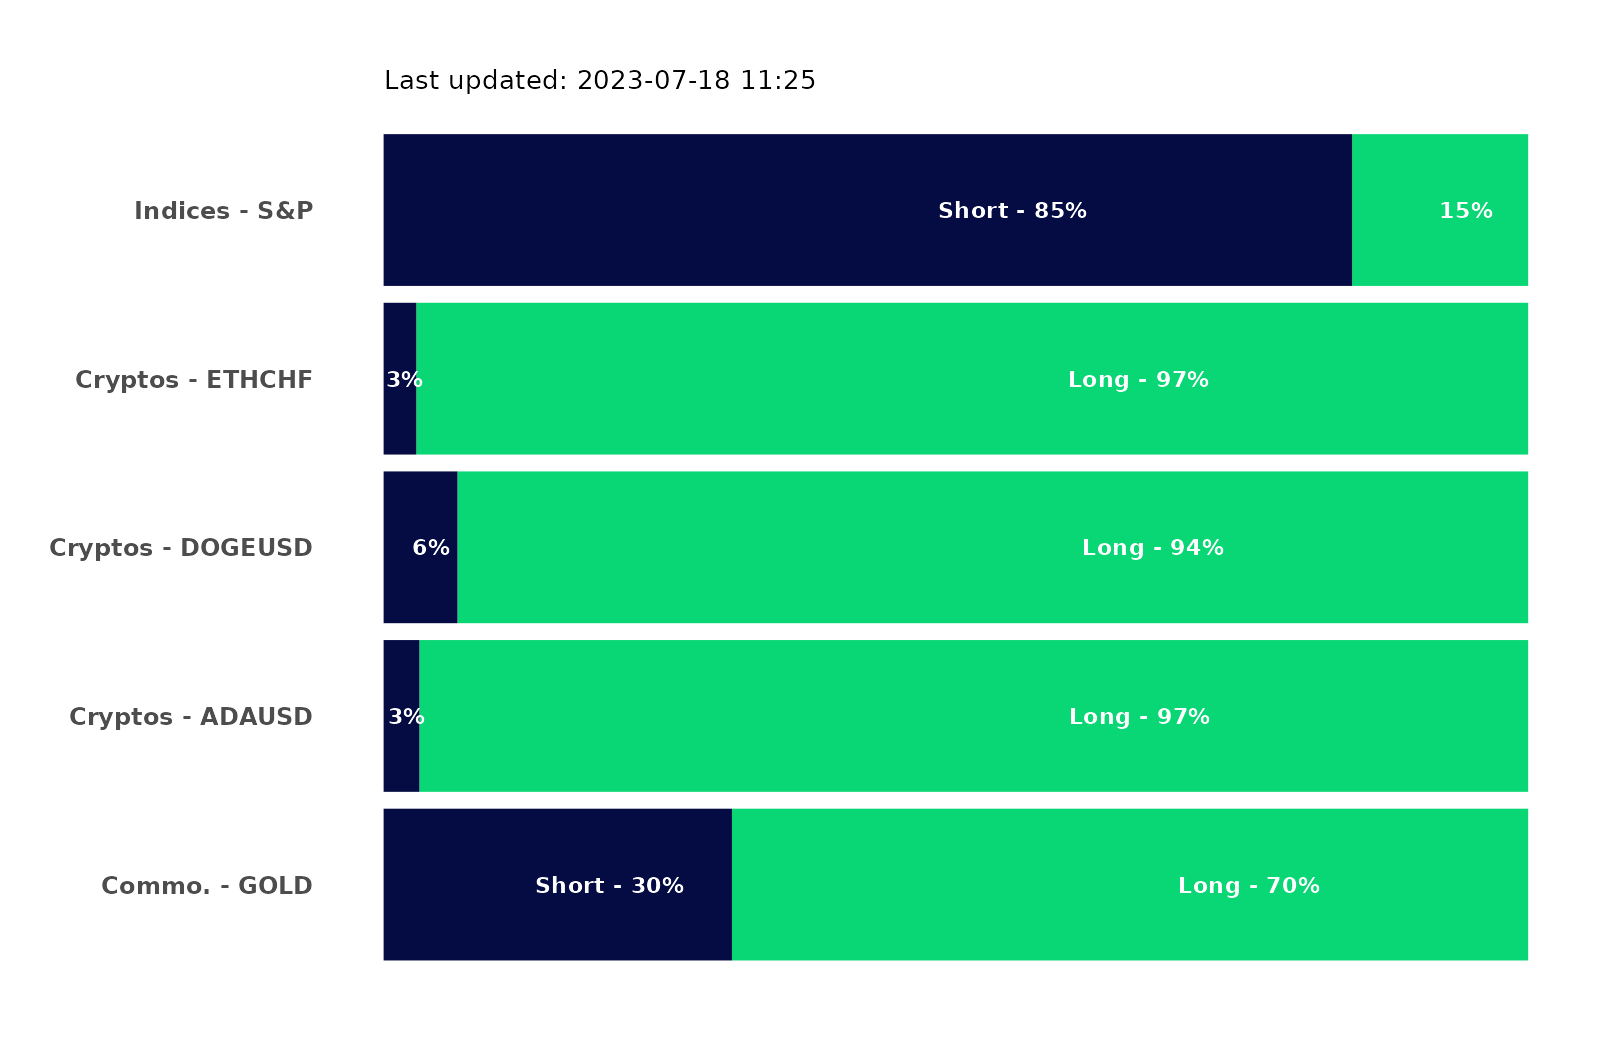 Last updated: 2023-07-18 11:25
Indices - S&P Short - 85% 15%
Cryptos - ETHCHF 3% Long - 97%
Cryptos - DOGEUSD 6% Long - 94%
Cryptos - ADAUSD 3% Long - 97%
Commo. - GOLD Short - 30% Long - 70%